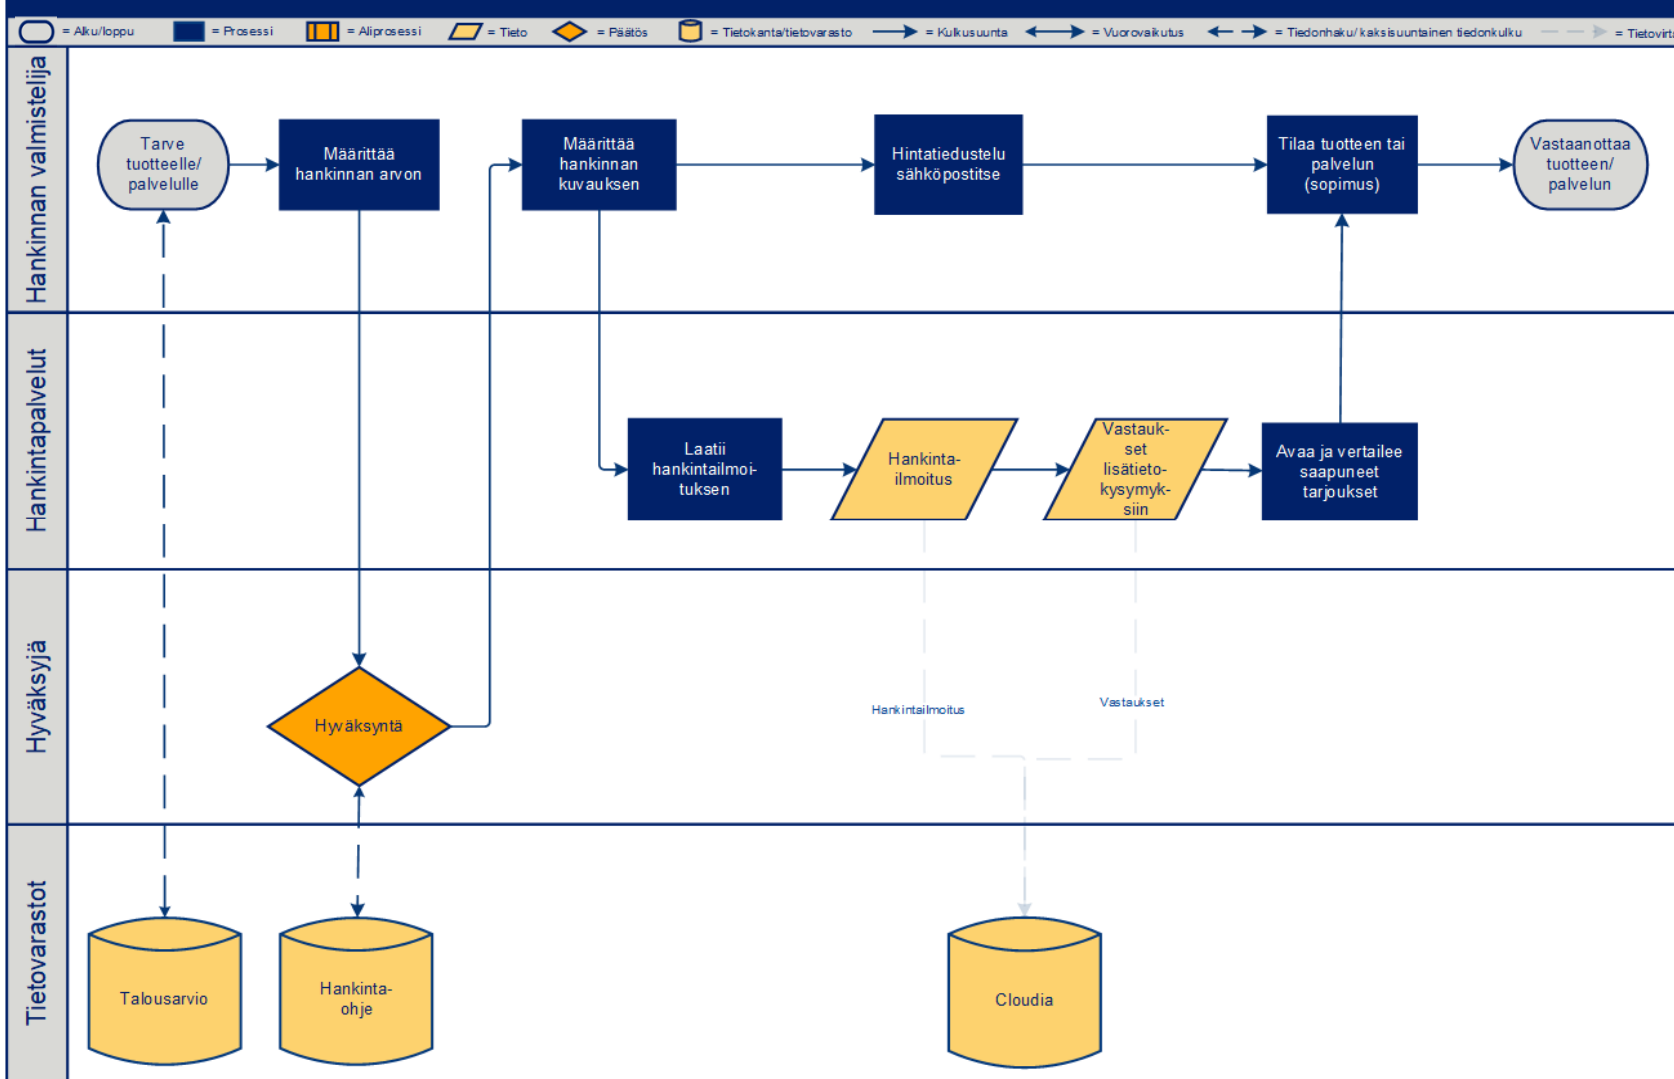 = Alku/loppu
= Prosessi
= Aliprosessi
= Tieto
= Päätös
= Tietokanta/tietovarasto
= Kulkusuunta
= Vuorovaikutus
= Tiedonhaku/ kaksisuuntainen tiedonkulku
= Tietovirta
Hankinnan valmistelija
Tarve
tuotteelle/
palvelulle
Määrittää
hankinnan arvon
Määrittää
hankinnan
kuvauksen
Hintatiedustelu
sähköpostitse
Tilaa tuotteen tai
palvelun
(sopimus)
Vastaanottaa
tuotteen/
palvelun
Hankintapalvelut
Laatii
hankintailmoi-
tuksen
Hankinta-
ilmoitus
Vastauk-
set
lisätieto-
kysymyk-
siin
Avaa ja vertailee
saapuneet
tarjoukset
Hyväksyjä
Hyväksyntä
Hankintailmoitus
Vastaukset
Tietovarastot
Talousarvio
Hankinta-
ohje
Cloudia